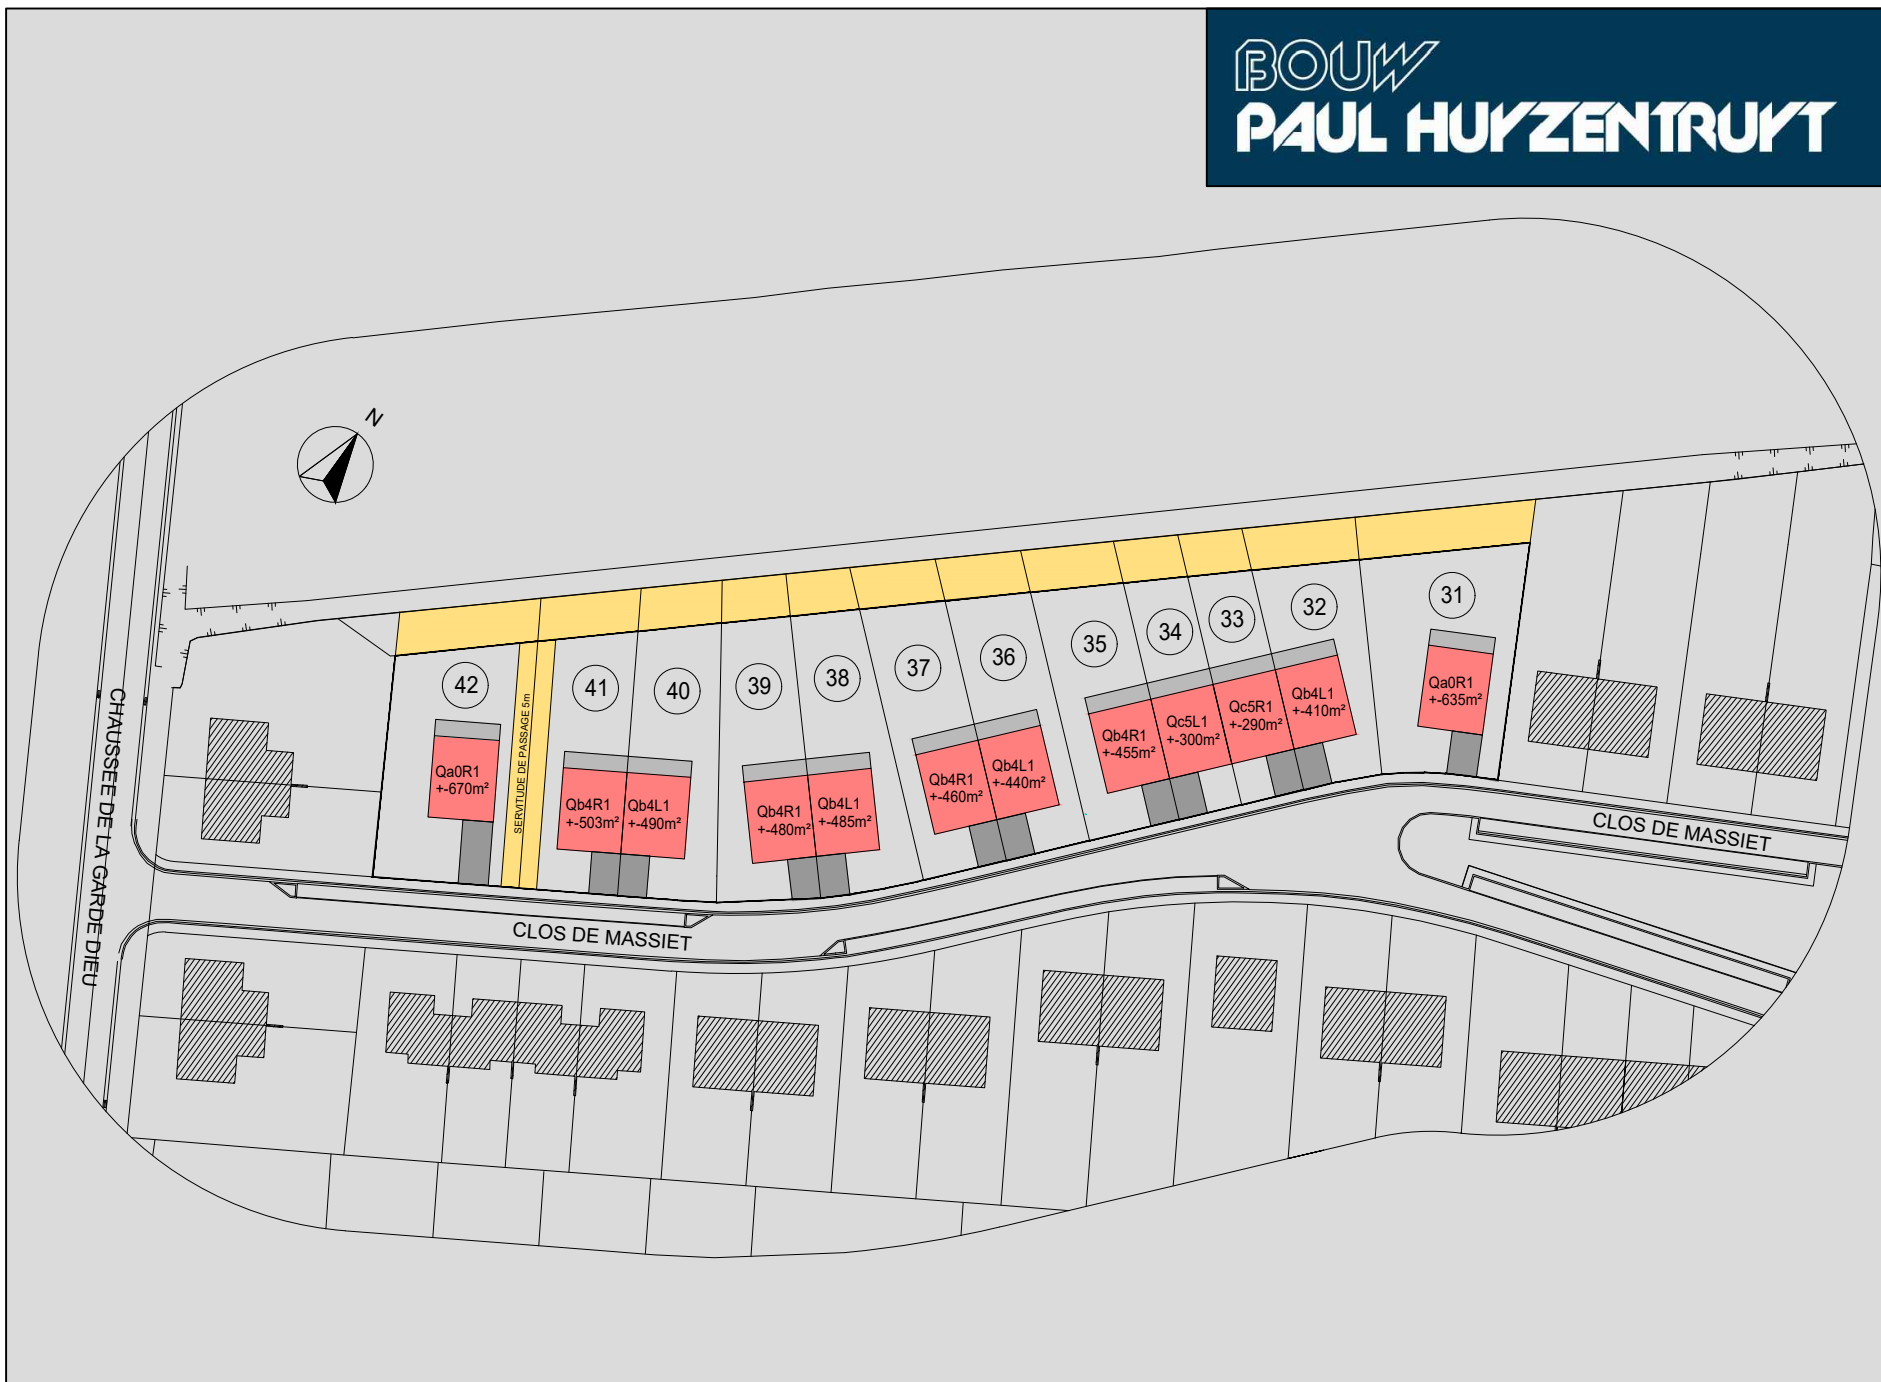 BOUW
PAUL HUYZENTRUYT
N
CHAUSSEE DE LA GARDE DIEU
42
Qa0R1
+-670m²
SERVITUDE DE PASSAGE 5m
41
Qb4R1
+-503m²
40
Qb4L1
+-490m²
39
Qb4R1
+-480m²
38
Qb4L1
+-485m²
37
Qb4R1
+-460m²
36
Qb4L1
+-440m²
35
Qb4R1
+-455m²
34
Qc5L1
+-300m²
33
Qc5R1
+-290m²
32
Qb4L1
+-410m²
31
Qa0R1
+-635m²
CLOS DE MASSIET
CLOS DE MASSIET